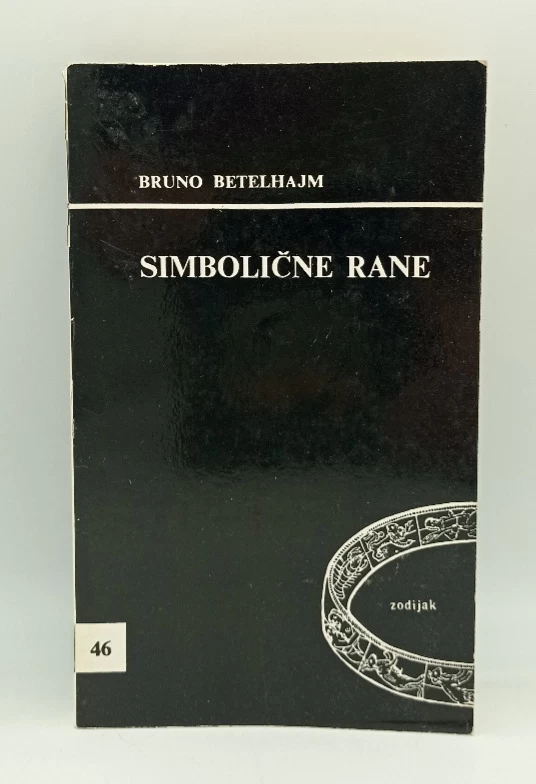 BRUNO BETELHAJM
SIMBOLIČNE RANE
zodijak
46